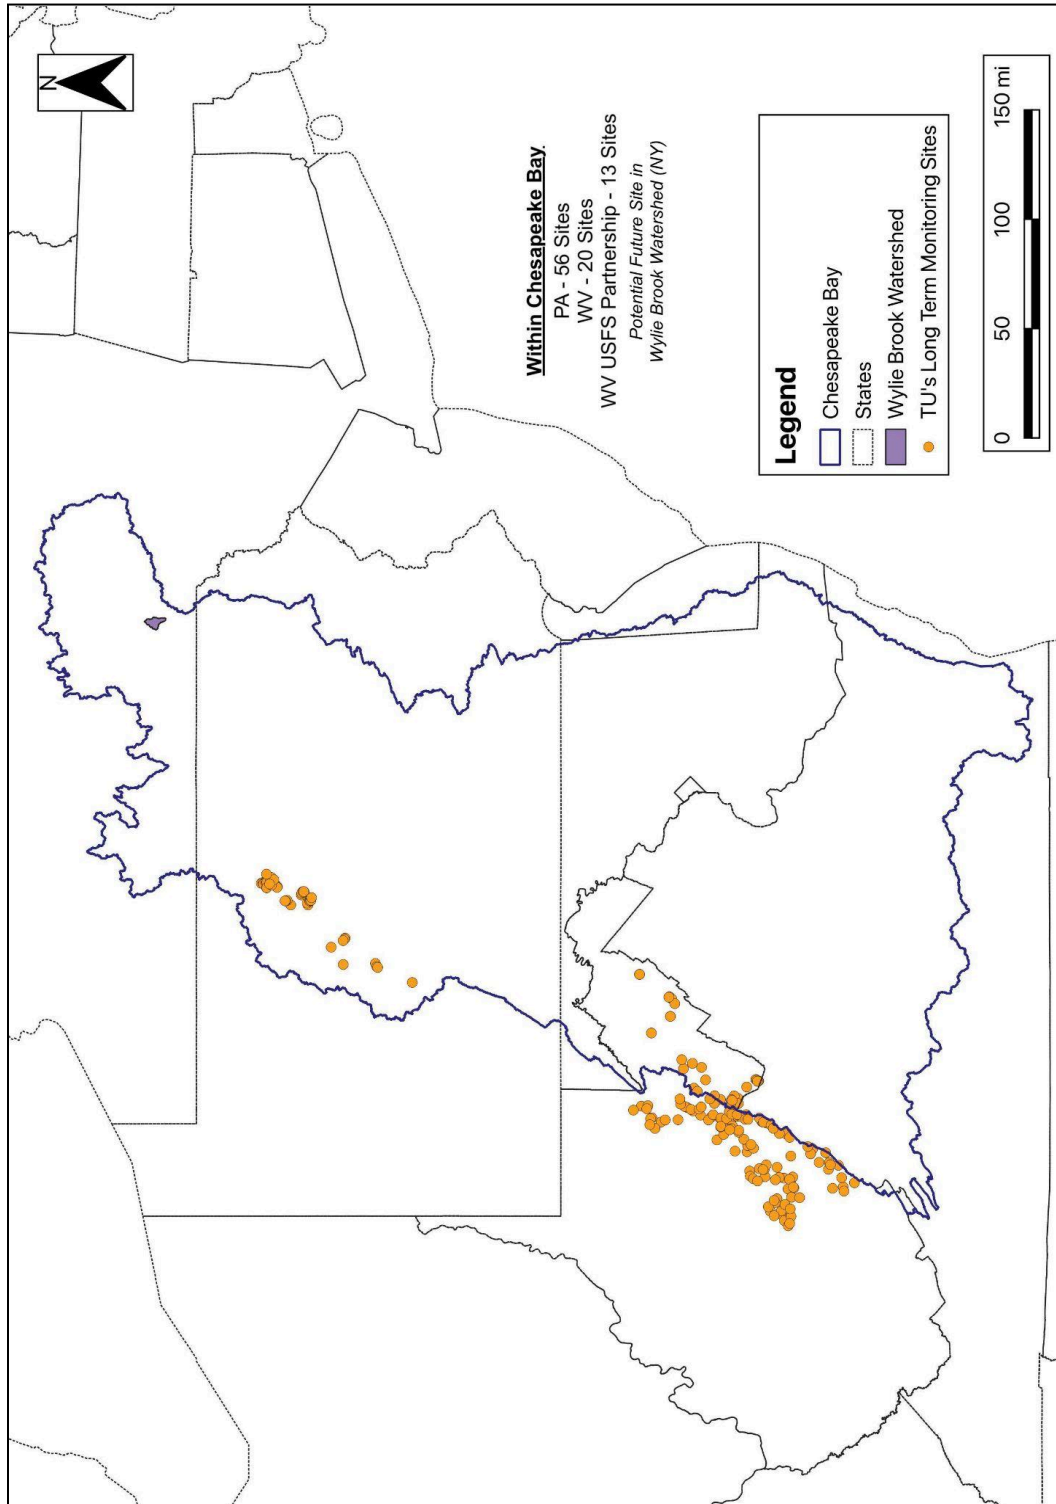 N
Within Chesapeake Bay
PA - 56 Sites
WV - 20 Sites
WV USFS Partnership - 13 Sites
Potential Future Site in
Wylie Brook Watershed (NY)
Legend
Chesapeake Bay
States
Wylie Brook Watershed
TU's Long Term Monitoring Sites
0 50 100 150 mi